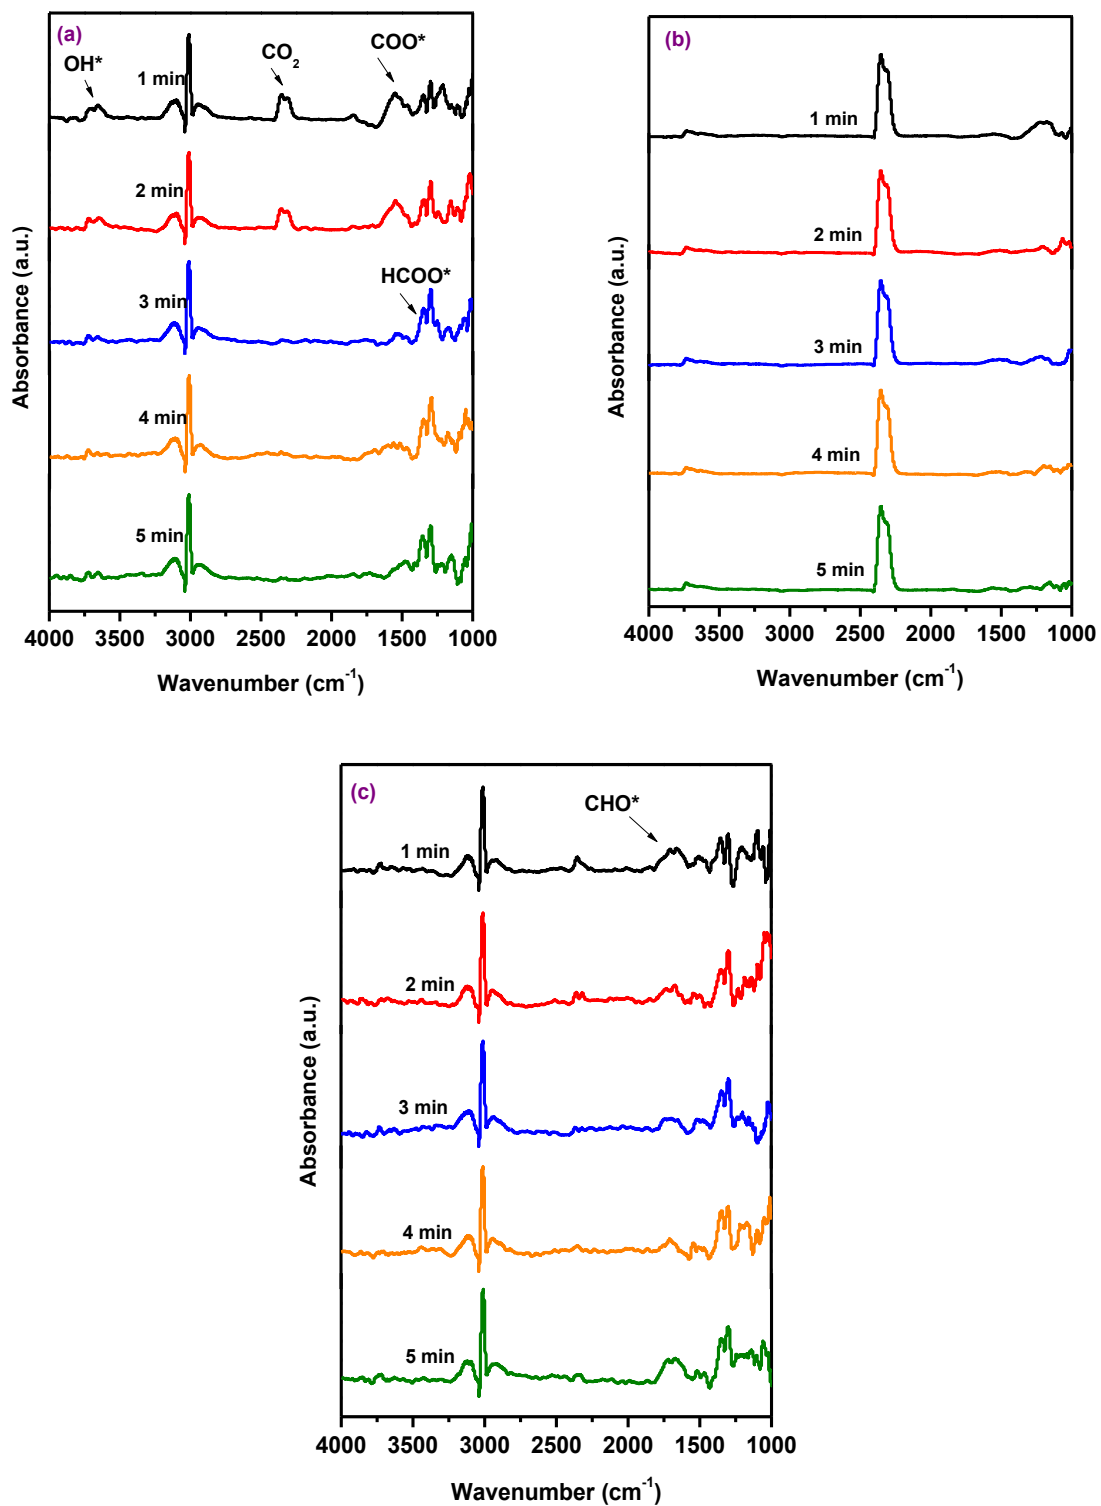 (a)
OH*
CO2
COO*
1 min
2 min
HCOO*
3 min
4 min
5 min
4000 3500 3000 2500 2000 1500 1000
Wavenumber (cm-1)
Absorbance (a.u.)
(b)
1 min
2 min
3 min
4 min
5 min
4000 3500 3000 2500 2000 1500 1000
Wavenumber (cm-1)
Absorbance (a.u.)
(c)
CHO*
1 min
2 min
3 min
4 min
5 min
4000 3500 3000 2500 2000 1500 1000
Wavenumber (cm-1)
Absorbance (a.u.)